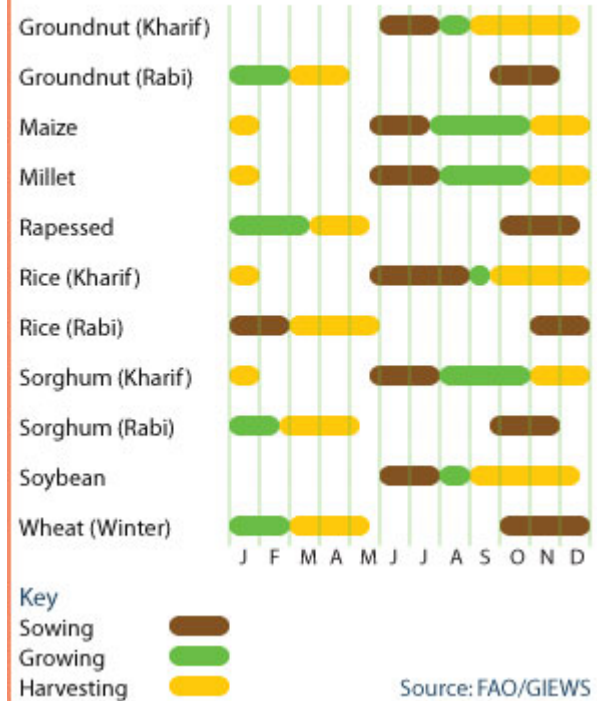 Groundnut (Kharif)
Groundnut (Rabi)
Maize
Millet
Rapessed
Rice (Kharif)
Rice (Rabi)
Sorghum (Kharif)
Sorghum (Rabi)
Soybean
Wheat (Winter)
J F M A M J J A S O N D
Key
Sowing
Growing
Harvesting
Source: FAO/GIEWS